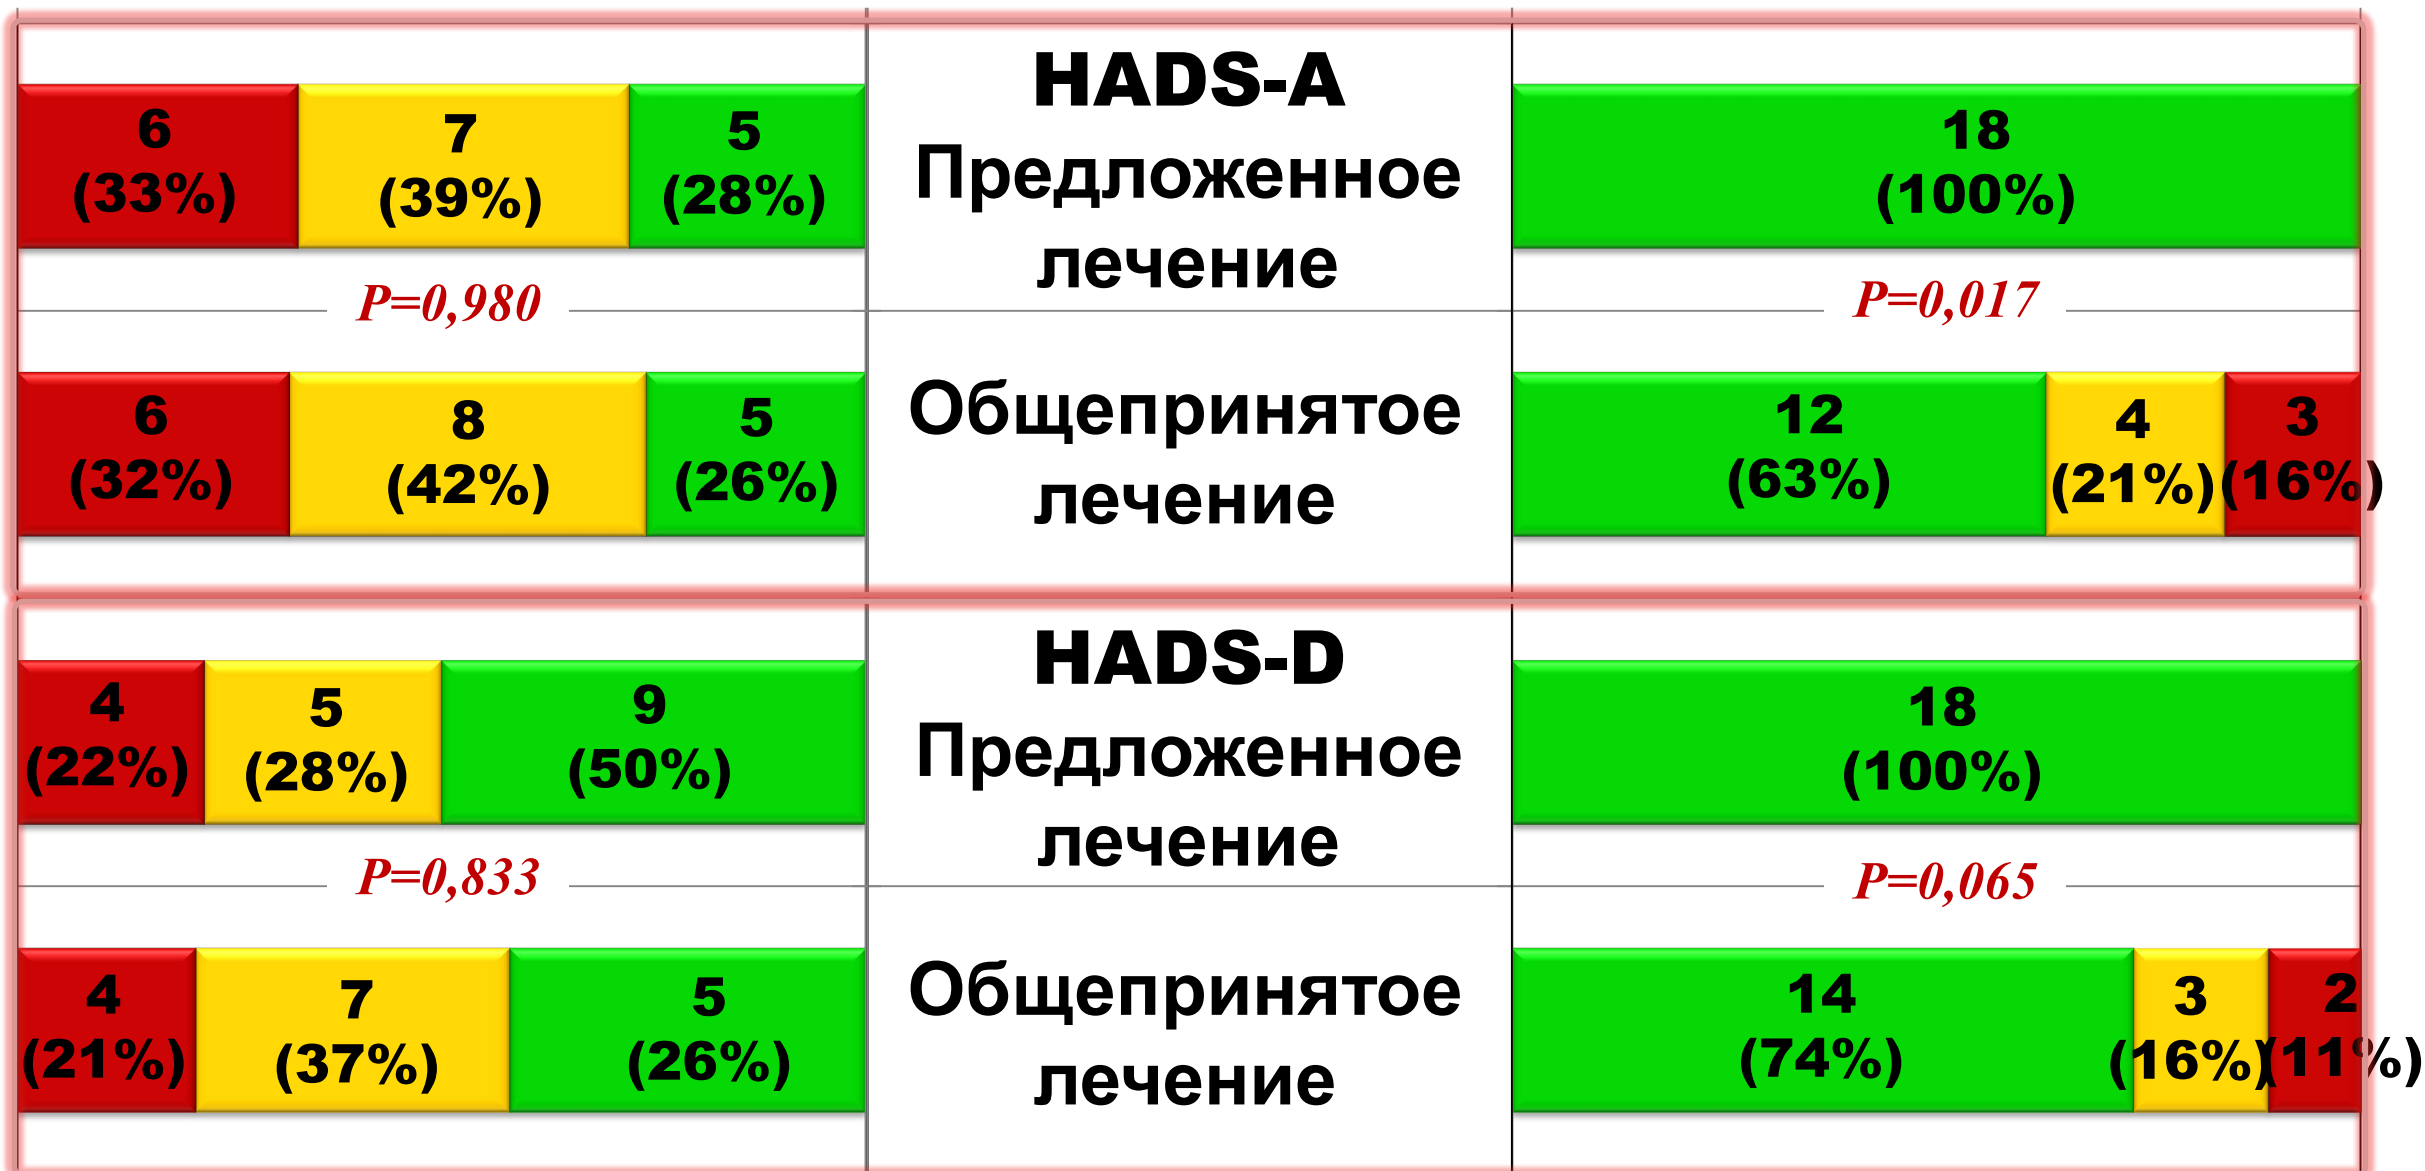 HADS-A
Предложенное
лечение
6
(33%)
7
(39%)
5
(28%)
18
(100%)
P=0,980
P=0,017
Общепринятое
лечение
6
(32%)
8
(42%)
5
(26%)
12
(63%)
4
(21%)
3
(16%)
HADS-D
Предложенное
лечение
4
(22%)
5
(28%)
9
(50%)
18
(100%)
P=0,833
P=0,065
Общепринятое
лечение
4
(21%)
7
(37%)
5
(26%)
14
(74%)
3
(16%)
2
(11%)